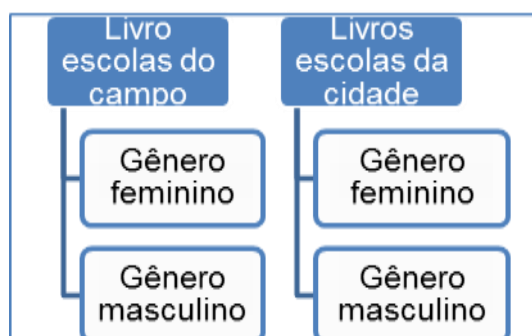 Livro
escolas do
campo
Gênero
feminino
Gênero
masculino
Livros
escolas da
cidade
Gênero
feminino
Gênero
masculino